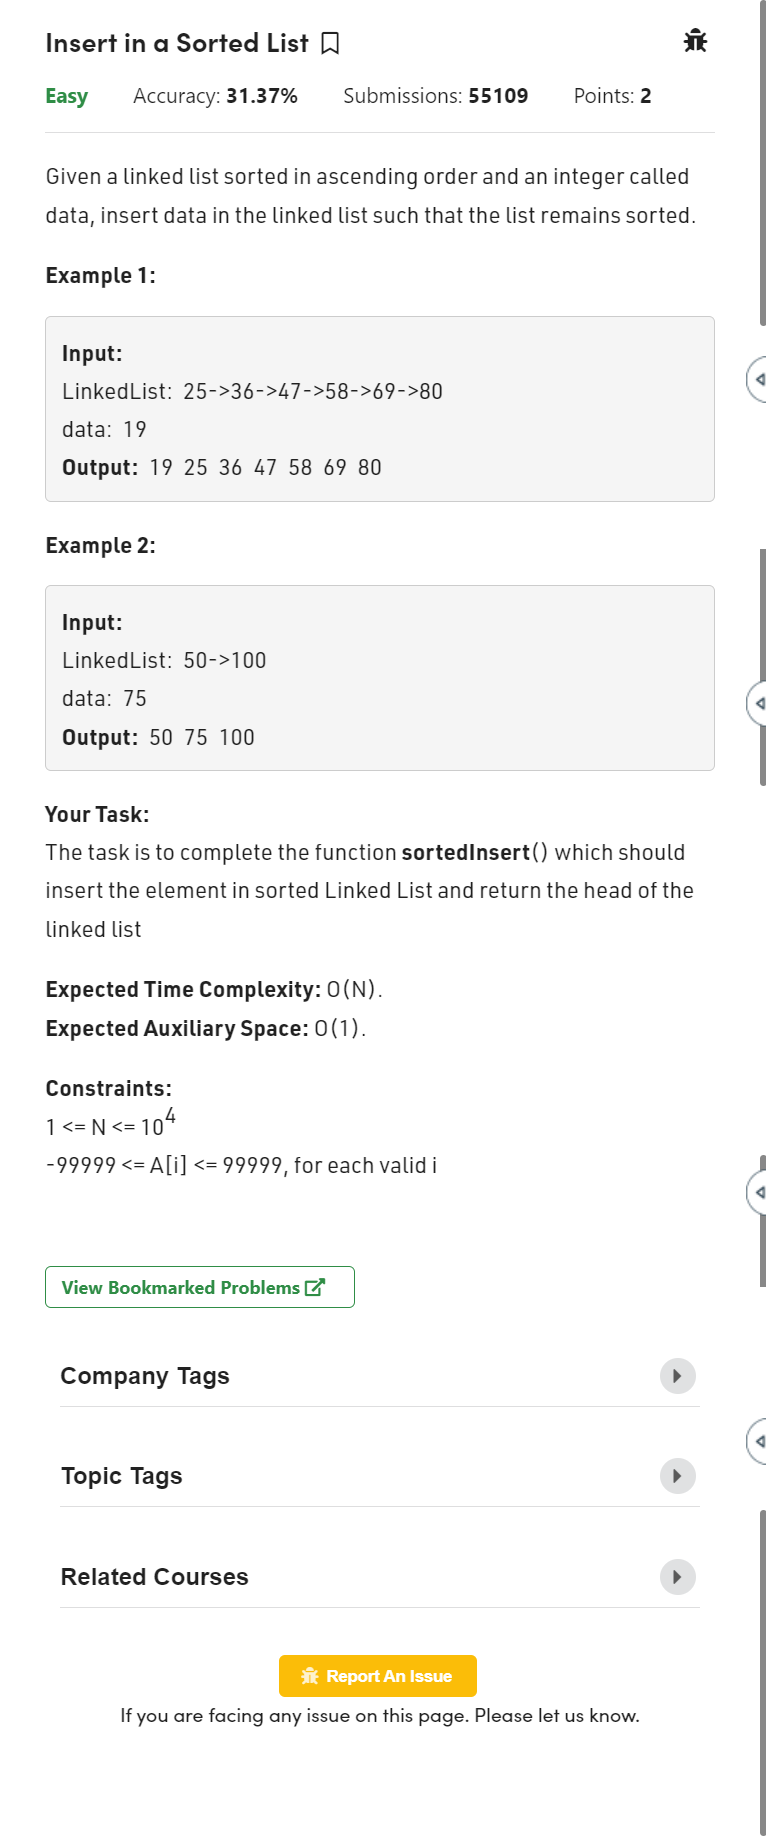 Insert in a Sorted List
Easy Accuracy: 31.37% Submissions: 55109 Points: 2
Given a linked list sorted in ascending order and an integer called
data, insert data in the linked list such that the list remains sorted.
Example 1:
Input:
LinkedList: 25->36->47->58->69->80
data: 19
Output: 19 25 36 47 58 69 80
Example 2:
Input:
LinkedList: 50->100
data: 75
Output: 50 75 100
Your Task:
The task is to complete the function sortedInsert() which should
insert the element in sorted Linked List and return the head of the
linked list
Expected Time Complexity: O(N).
Expected Auxiliary Space: O(1).
Constraints:
1 <= N <= 10^4
-99999 <= A[i] <= 99999, for each valid i
View Bookmarked Problems
Company Tags
Topic Tags
Related Courses
Report An Issue
If you are facing any issue on this page. Please let us know.